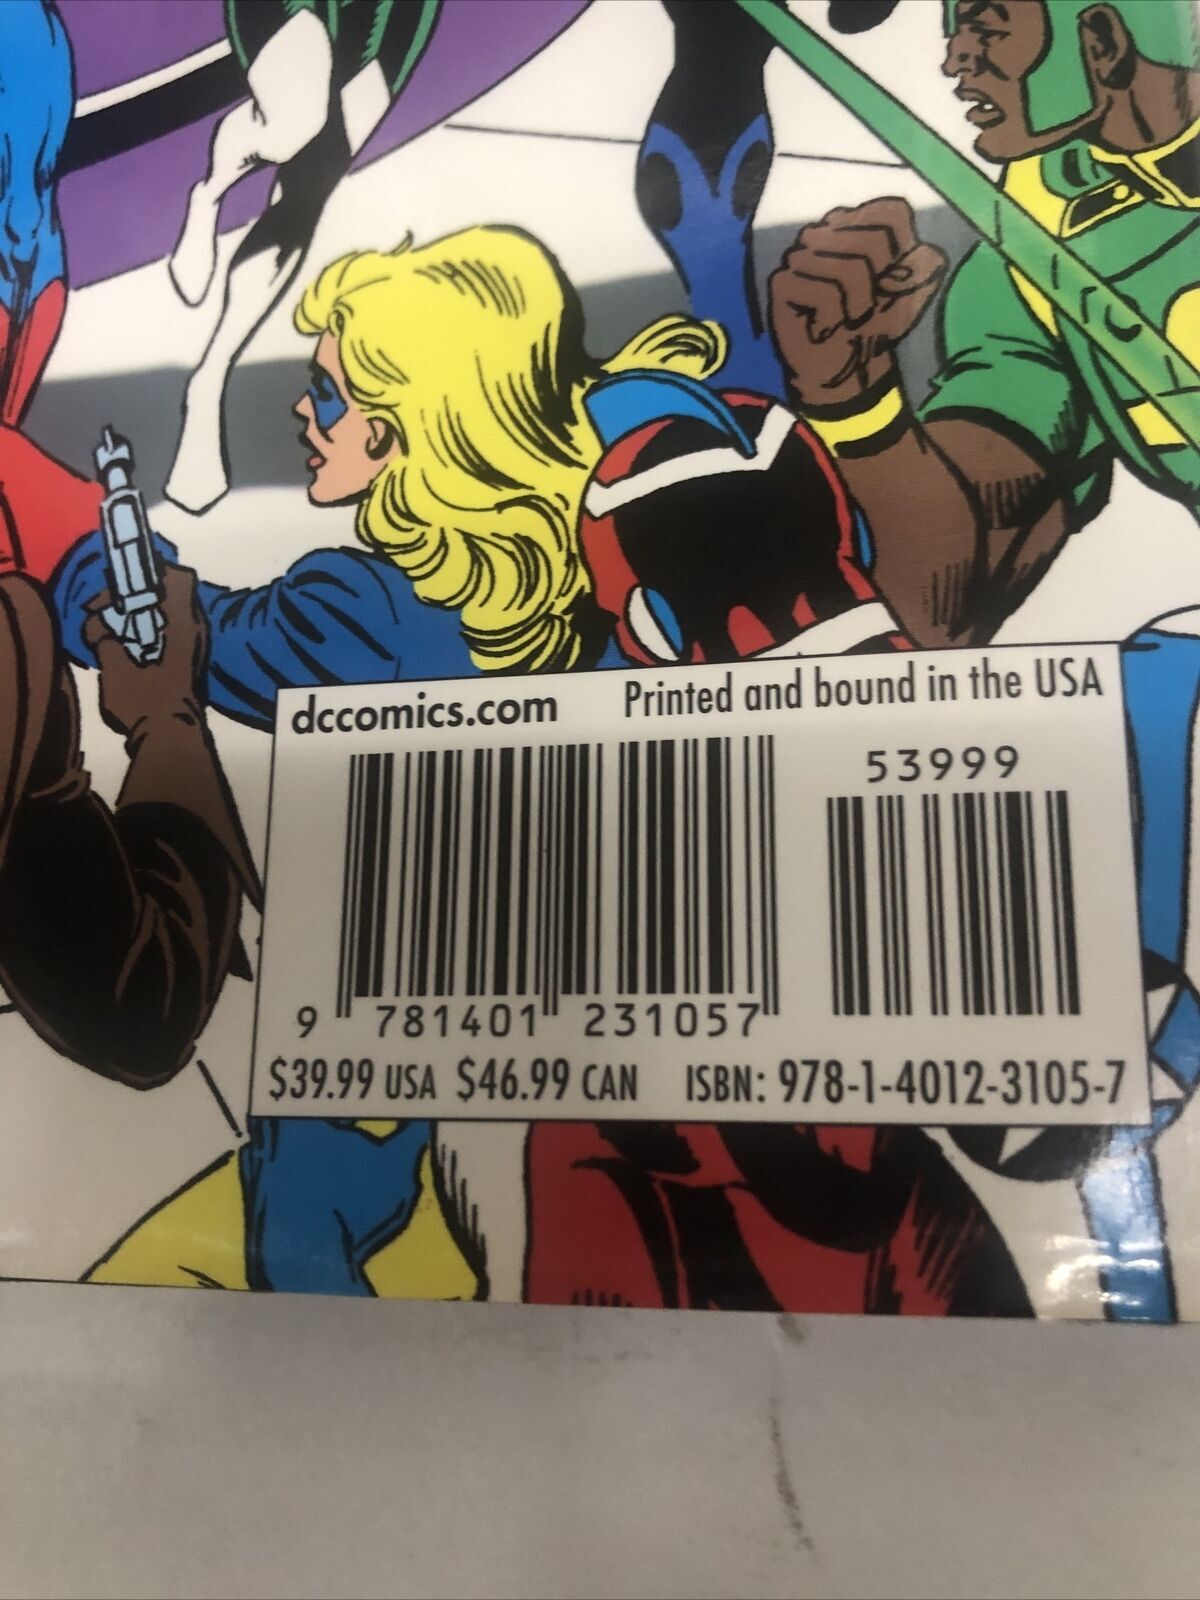 dccomics.com Printed and bound in the USA
53999
9 781401 231057
$39.99 USA $46.99 CAN ISBN: 978-1-4012-3105-7